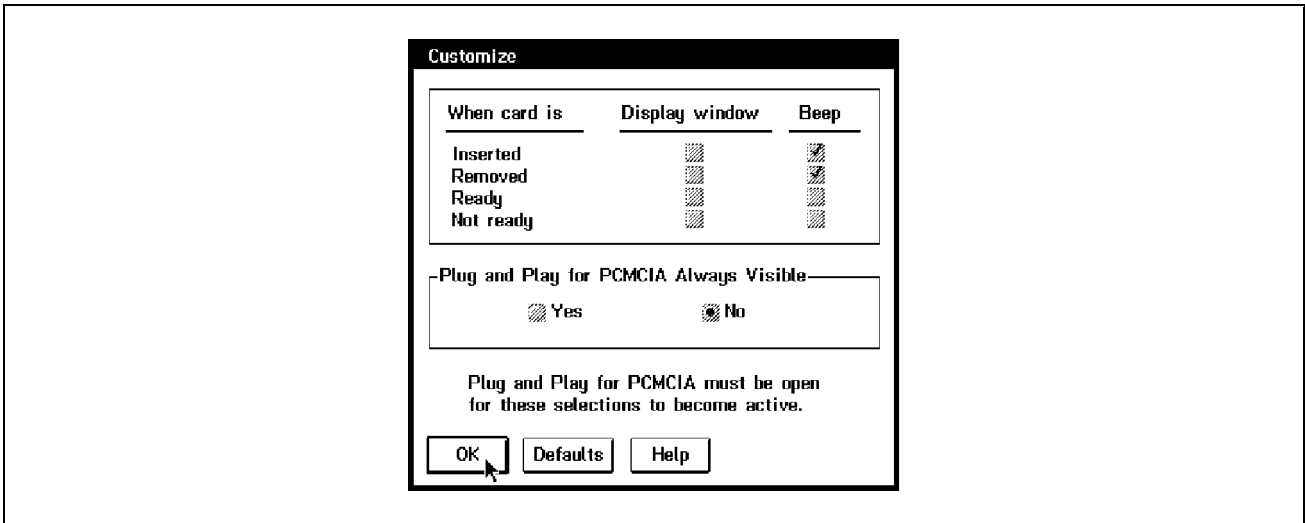 Customize
When card is Display window Beep
Inserted
Removed
Ready
Not ready
Plug and Play for PCMCIA Always Visible
Yes No
Plug and Play for PCMCIA must be open
for these selections to become active.
OK Defaults Help